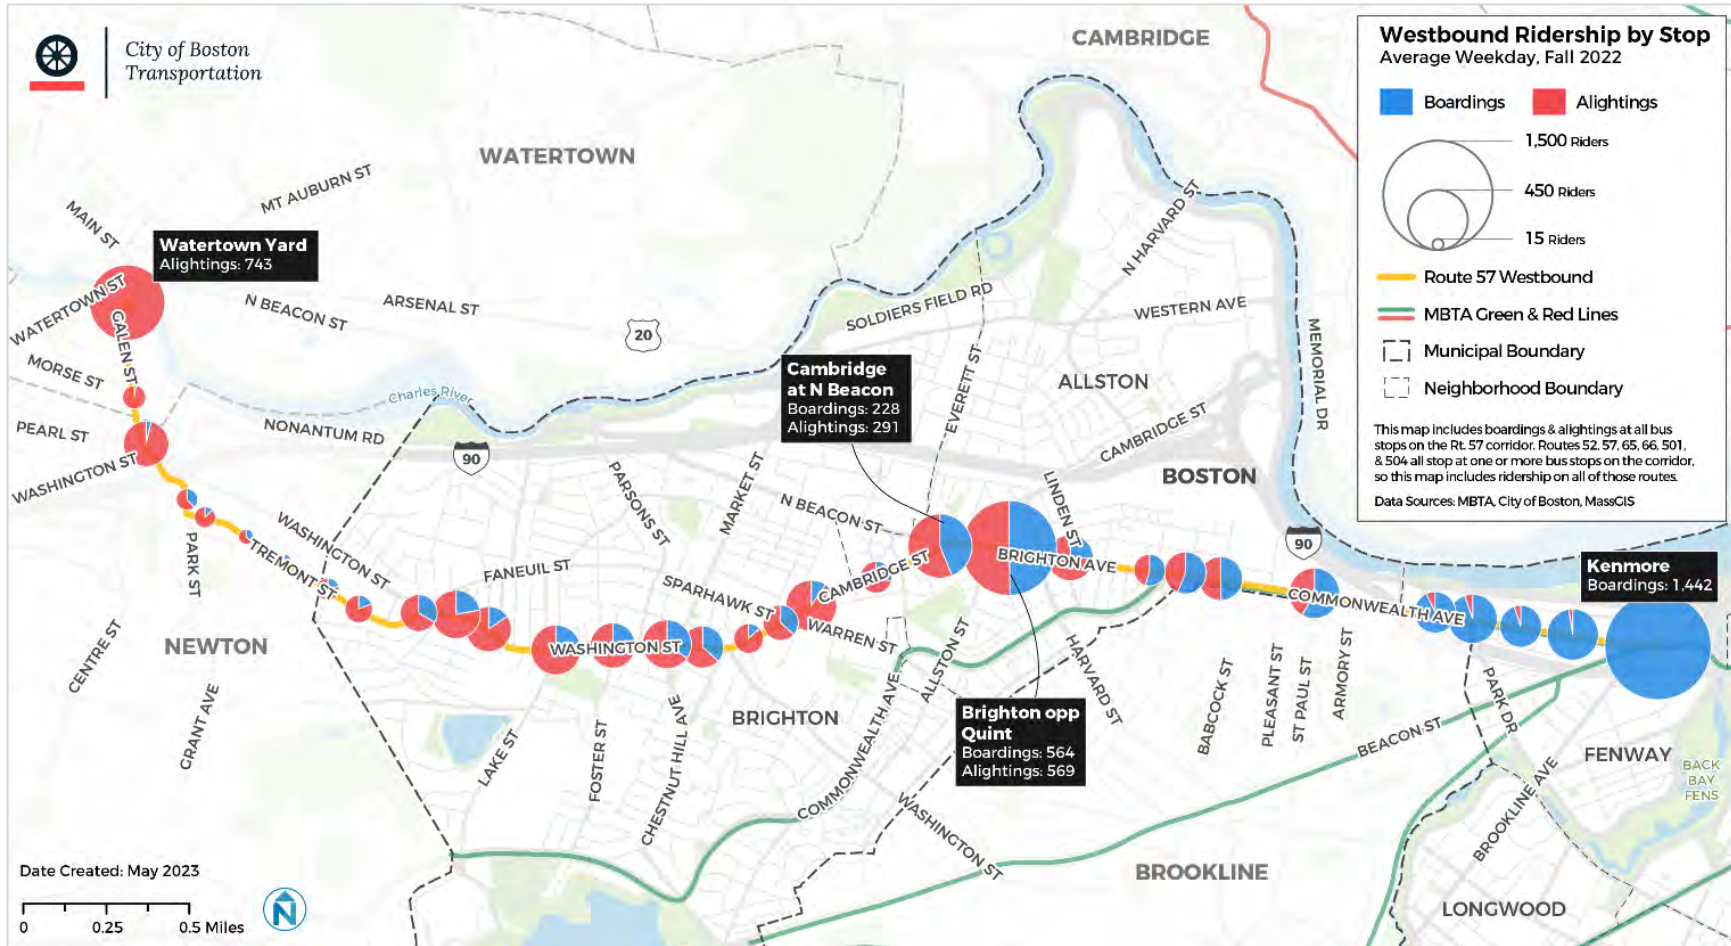 City of Boston
Transportation
CAMBRIDGE
WATERTOWN
MT AUBURN ST
MAIN ST
Watertown Yard
Alightings: 743
WATERTOWN ST
GALEN ST
N BEACON ST
ARSENAL ST
20
MORSE ST
Charles River
PEARL ST
NONANTUM RD
WASHINGTON ST
90
SOLDIERS FIELD RD
N HARVARD ST
WESTERN AVE
MEMORIAL DR
EVERETT ST
ALLSTON
CAMBRIDGE ST
Cambridge
at N Beacon
Boardings: 228
Alightings: 291
BOSTON
PARSONS ST
MARKET ST
N BEACON ST
LINDEN ST
90
BRIGHTON AVE
PARK ST
TREMONT ST
WASHINGTON ST
FANEUIL ST
SPARHAWK ST
CAMBRIDGE ST
WARREN ST
WASHINGTON ST
COMMONWEALTH AVE
Kenmore
Boardings: 1,442
NEWTON
CENTRE ST
GRANT AVE
LAKE ST
FOSTER ST
CHESTNUT HILL AVE
BRIGHTON
COMMONWEALTH AVE
ALLSTON ST
Brighton opp
Quint
Boardings: 564
Alightings: 569
HARVARD ST
BABCOCK ST
PLEASANT ST
ST PAUL ST
ARMORY ST
PARK DR
BEACON ST
FENWAY
BACK
BAY
FENS
WASHINGTON ST
BROOKLINE
BROOKLINE AVE
LONGWOOD
Westbound Ridership by Stop
Average Weekday, Fall 2022
Boardings
Alightings
1,500 Riders
450 Riders
15 Riders
Route 57 Westbound
MBTA Green & Red Lines
Municipal Boundary
Neighborhood Boundary
This map includes boardings & alightings at all bus
stops on the Rt. 57 corridor. Routes 52, 57, 65, 66, 501,
& 504 all stop at one or more bus stops on the corridor,
so this map includes ridership on all of those routes.
Data Sources: MBTA, City of Boston, MassGIS
Date Created: May 2023
0 0.25 0.5 Miles
N